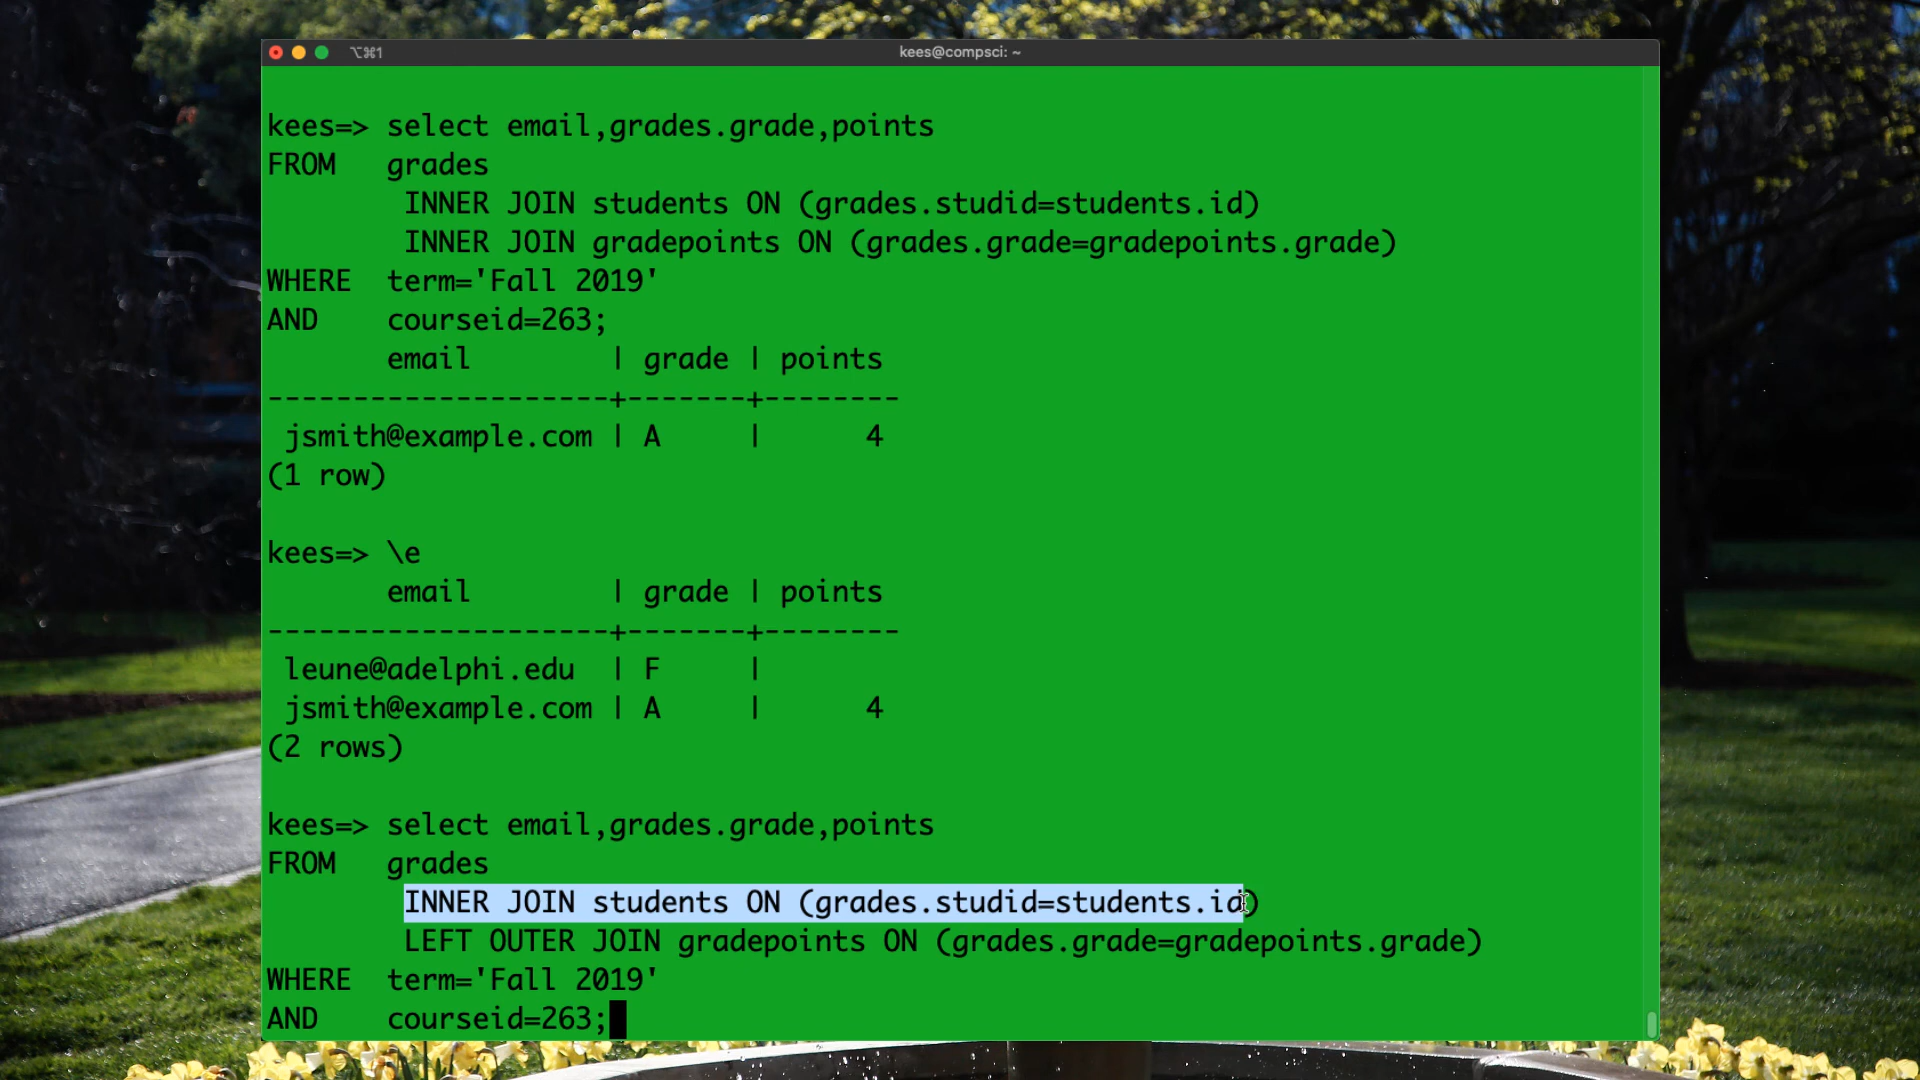 ⌥⌘1
kees@compsci: ~
kees=> select email,grades.grade,points
FROM   grades
        INNER JOIN students ON (grades.studid=students.id)
        INNER JOIN gradepoints ON (grades.grade=gradepoints.grade)
WHERE  term='Fall 2019'
AND    courseid=263;
       email        | grade | points
--------------------+-------+--------
 jsmith@example.com | A     |      4
(1 row)
kees=> \e
       email        | grade | points
--------------------+-------+--------
 leune@adelphi.edu  | F     |
 jsmith@example.com | A     |      4
(2 rows)
kees=> select email,grades.grade,points
FROM   grades
        INNER JOIN students ON (grades.studid=students.id)
        LEFT OUTER JOIN gradepoints ON (grades.grade=gradepoints.grade)
WHERE  term='Fall 2019'
AND    courseid=263;